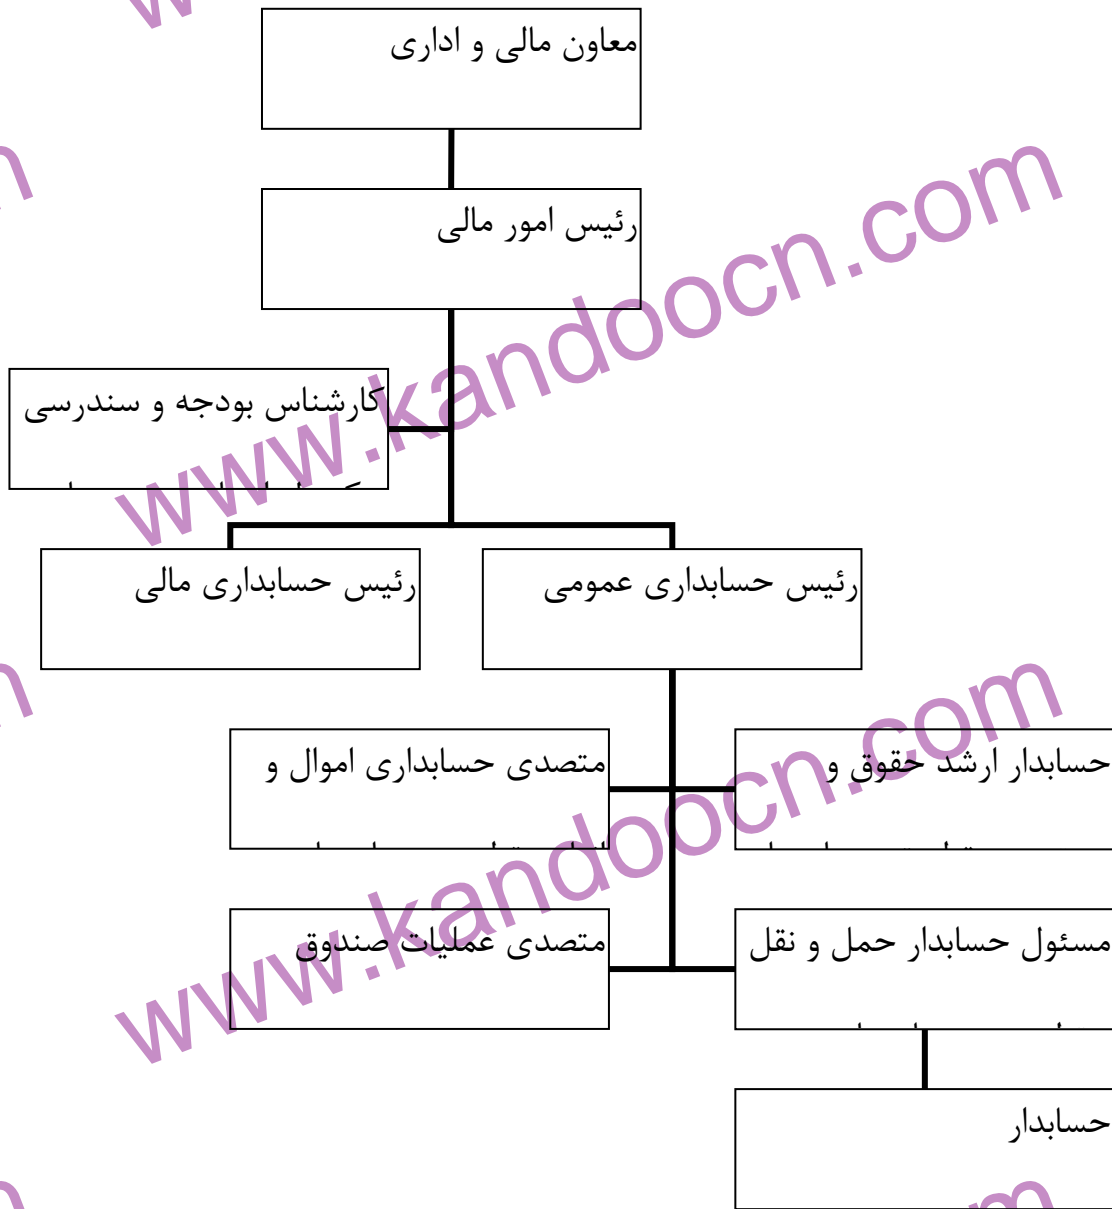 معاون مالی و اداری
رئیس امور مالی
کارشناس بودجه و سندرسی
رئیس حسابداری عمومی
رئیس حسابداری مالی
حسابدار ارشد حقوق و
متصدی حسابداری اموال و
مسئول حسابدار حمل و نقل
متصدی عملیات صندوق
حسابدار
www.kandoocn.com
www.kandoocn.com